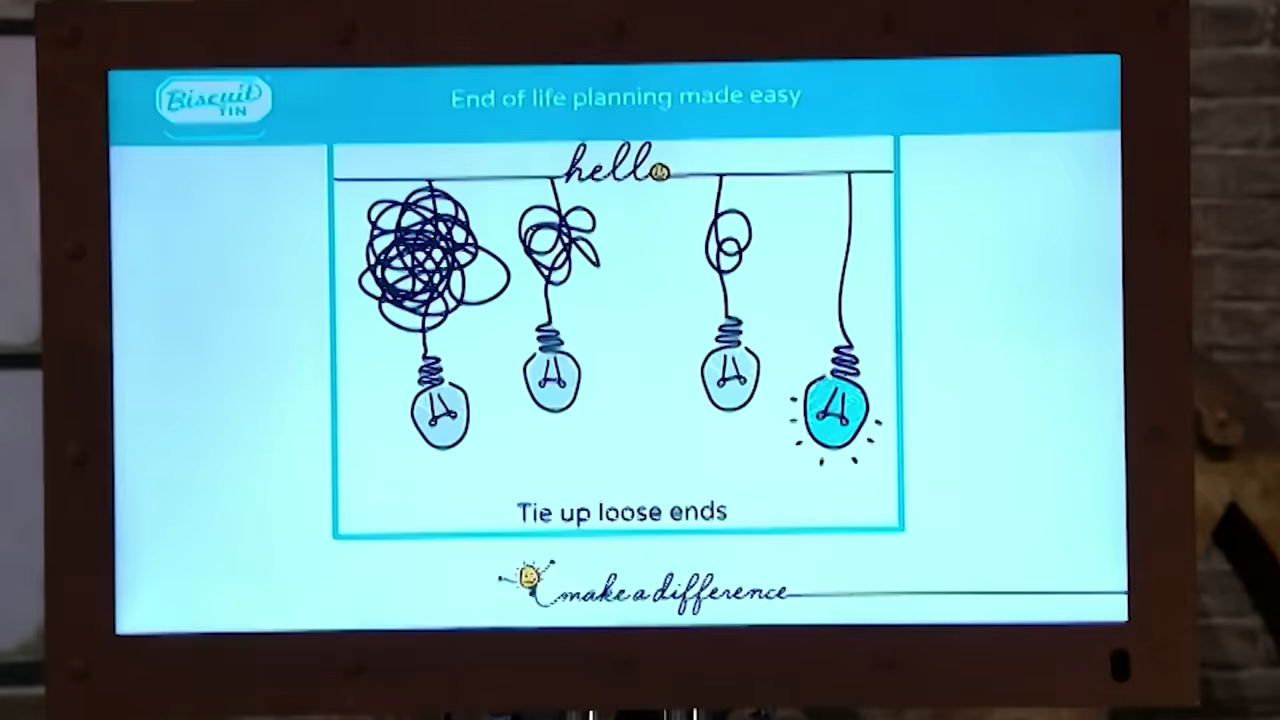 Biscuit
TIN
End of life planning made easy
hello
Tie up loose ends
make a difference